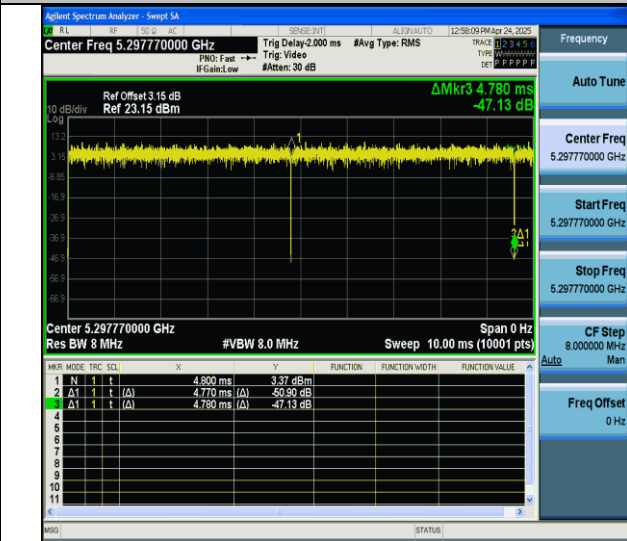 Agilent Spectrum Analyzer - Swept SA
RL RF 50 Ω AC SENSE:INT ALIGNAUTO 12:58:09 PM Apr 24, 2025
Center Freq 5.297770000 GHz
PNO: Fast
IFGain:Low
Trig Delay-2.000 ms
Trig: Video
#Atten: 30 dB
#Avg Type: RMS
TRACE 1 2 3 4 5 6
TYPE
DET P P P P P P
Ref Offset 3.15 dB
10 dB/div Ref 23.15 dBm
Log
ΔMkr3 4.780 ms
-47.13 dB
13.2
3.15
-6.85
-16.9
-26.9
-36.9
-46.9
-56.9
-66.9
1
Center 5.297770000 GHz Span 0 Hz
Res BW 8 MHz #VBW 8.0 MHz Sweep 10.00 ms (10001 pts)
MKR MODE TRC SCL X Y FUNCTION FUNCTION WIDTH FUNCTION VALUE
1 N 1 t 4.800 ms 3.37 dBm
2 Δ1 1 t (Δ) 4.770 ms (Δ) -50.90 dB
3 Δ1 1 t (Δ) 4.780 ms (Δ) -47.13 dB
4
5
6
7
8
9
10
11
MSG STATUS
Frequency
Auto Tune
Center Freq
5.297770000 GHz
Start Freq
5.297770000 GHz
Stop Freq
5.297770000 GHz
CF Step
8.000000 MHz
Auto Man
Freq Offset
0 Hz